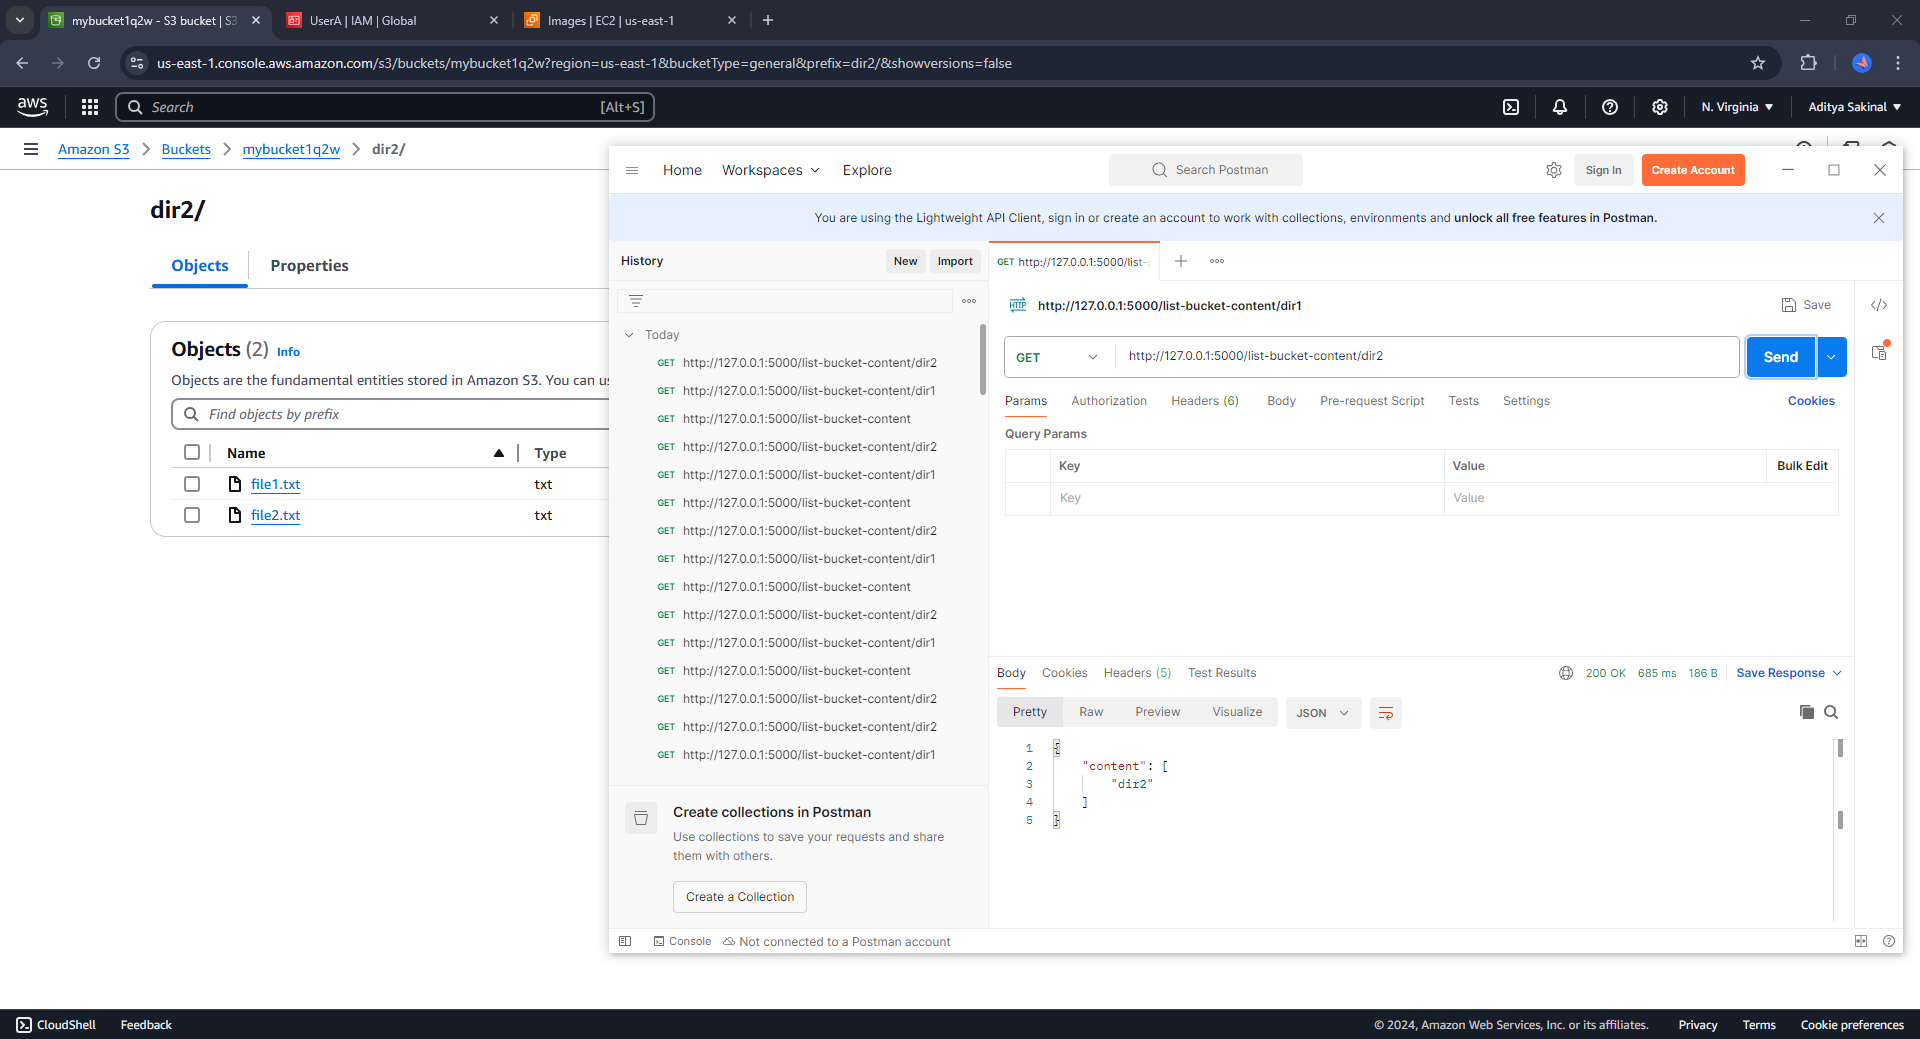 mybucket1q2w - S3 bucket | S3
UserA | IAM | Global
Images | EC2 | us-east-1
us-east-1.console.aws.amazon.com/s3/buckets/mybucket1q2w?region=us-east-1&bucketType=general&prefix=dir2/&showversions=false
aws
Search
[Alt+S]
N. Virginia
Aditya Sakinal
Amazon S3
Buckets
mybucket1q2w
dir2/
dir2/
Objects
Properties
Objects (2)
Info
Objects are the fundamental entities stored in Amazon S3. You can us
Find objects by prefix
Name
Type
file1.txt
txt
file2.txt
txt
Home
Workspaces
Explore
Search Postman
Sign In
Create Account
You are using the Lightweight API Client, sign in or create an account to work with collections, environments and unlock all free features in Postman.
History
New
Import
Today
GET http://127.0.0.1:5000/list-bucket-content/dir2
GET http://127.0.0.1:5000/list-bucket-content/dir1
GET http://127.0.0.1:5000/list-bucket-content
GET http://127.0.0.1:5000/list-bucket-content/dir2
GET http://127.0.0.1:5000/list-bucket-content/dir1
GET http://127.0.0.1:5000/list-bucket-content
GET http://127.0.0.1:5000/list-bucket-content/dir2
GET http://127.0.0.1:5000/list-bucket-content/dir1
GET http://127.0.0.1:5000/list-bucket-content
GET http://127.0.0.1:5000/list-bucket-content/dir2
GET http://127.0.0.1:5000/list-bucket-content/dir1
GET http://127.0.0.1:5000/list-bucket-content
GET http://127.0.0.1:5000/list-bucket-content/dir2
GET http://127.0.0.1:5000/list-bucket-content/dir2
GET http://127.0.0.1:5000/list-bucket-content/dir1
Create collections in Postman
Use collections to save your requests and share
them with others.
Create a Collection
GET http://127.0.0.1:5000/list-
HTTP
http://127.0.0.1:5000/list-bucket-content/dir1
Save
GET
http://127.0.0.1:5000/list-bucket-content/dir2
Send
Params
Authorization
Headers (6)
Body
Pre-request Script
Tests
Settings
Cookies
Query Params
Key
Value
Bulk Edit
Key
Value
Body
Cookies
Headers (5)
Test Results
200 OK
685 ms
186 B
Save Response
Pretty
Raw
Preview
Visualize
JSON
1 {
2 "content": [
3 "dir2"
4 ]
5 }
Console
Not connected to a Postman account
CloudShell
Feedback
© 2024, Amazon Web Services, Inc. or its affiliates.
Privacy
Terms
Cookie preferences